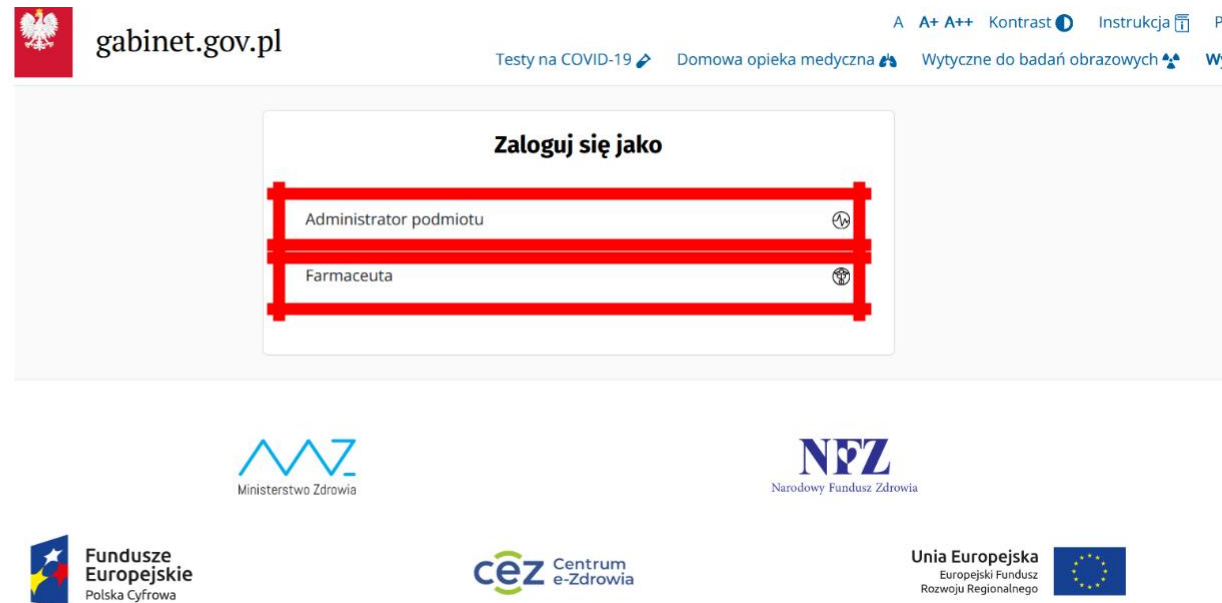 gabinet.gov.pl
A A+ A++ Kontrast Instrukcja
Testy na COVID-19 Domowa opieka medyczna Wytyczne do badań obrazowych
Zaloguj się jako
Administrator podmiotu
Farmaceuta
Ministerstwo Zdrowia
NFZ
Narodowy Fundusz Zdrowia
Fundusze
Europejskie
Polska Cyfrowa
cez Centrum
e-Zdrowia
Unia Europejska
Europejski Fundusz
Rozwoju Regionalnego